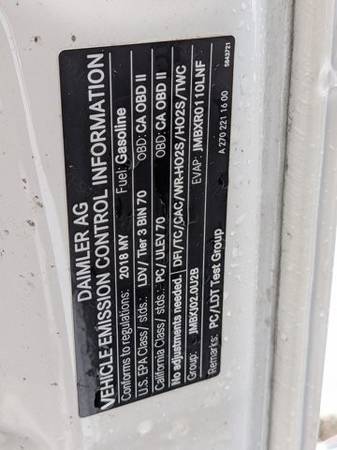 DAIMLER AG
VEHICLE EMISSION CONTROL INFORMATION
Conforms to regulations: 2018 MY Fuel: Gasoline
U.S. EPA Class / stds.: LDV / Tier 3 BIN 70 OBD: CA OBD II
California Class / stds.: PC / ULEV 70 OBD: CA OBD II
No adjustments needed. DFI/TC/CAC/WR-HO2S/HO2S/TWC
Group: JMBXJ02.0U2B EVAP: JMBXR0110LNF
Remarks: PC/LDT Test Group
A 270 221 16 00
5843721